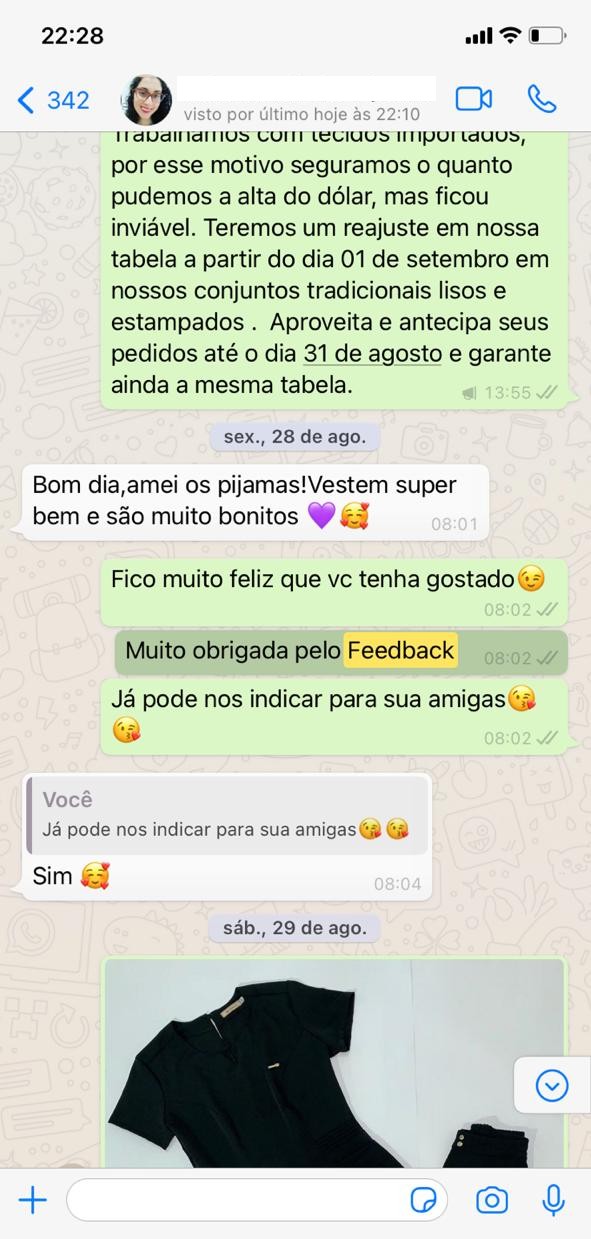 22:28
342
visto por último hoje às 22:10
Trabalhamos com tecidos importados,
por esse motivo seguramos o quanto
pudemos a alta do dólar, mas ficou
inviável. Teremos um reajuste em nossa
tabela a partir do dia 01 de setembro em
nossos conjuntos tradicionais lisos e
estampados .  Aproveita e antecipa seus
pedidos até o dia 31 de agosto e garante
ainda a mesma tabela.
13:55
sex., 28 de ago.
Bom dia,amei os pijamas!Vestem super
bem e são muito bonitos 💜🥰
08:01
Fico muito feliz que vc tenha gostado😉
08:02
Muito obrigada pelo Feedback
08:02
Já pode nos indicar para sua amigas😘
😘
08:02
Você
Já pode nos indicar para sua amigas😘😘
Sim 🥰
08:04
sáb., 29 de ago.